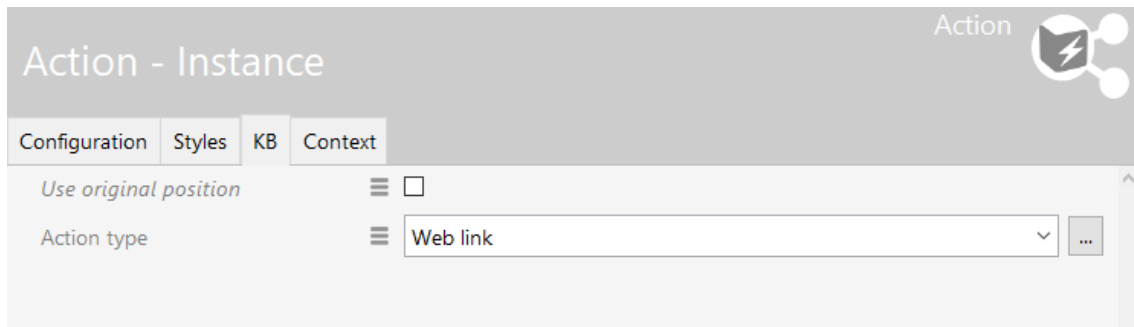 Action
Action - Instance
Configuration Styles KB Context
Use original position
Action type Web link ...